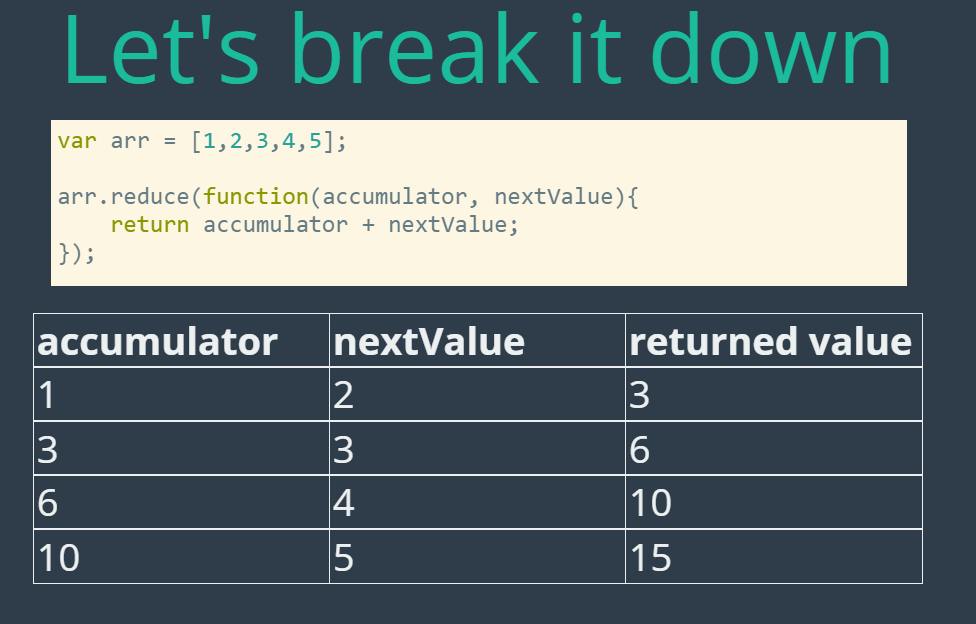 Let's break it down
var arr = [1,2,3,4,5];
arr.reduce(function(accumulator, nextValue){
    return accumulator + nextValue;
});
accumulator nextValue returned value
1 2 3
3 3 6
6 4 10
10 5 15